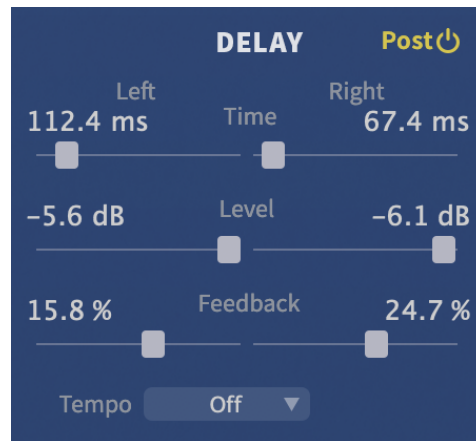 DELAY Post
Left Right
112.4 ms Time 67.4 ms
–5.6 dB Level –6.1 dB
15.8 % Feedback 24.7 %
Tempo Off